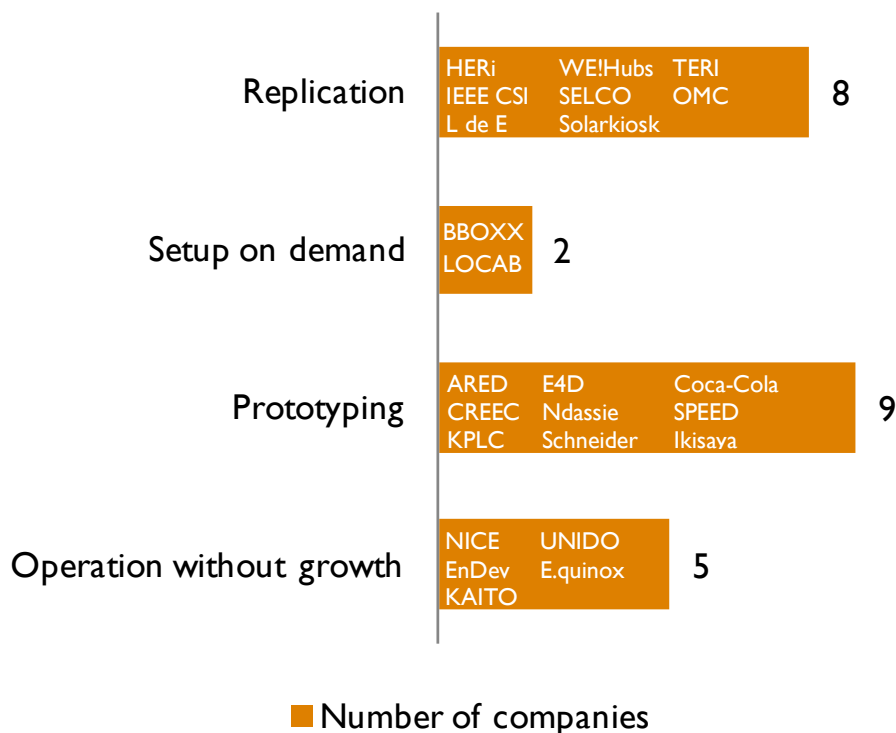 Replication
HERi WE!Hubs TERI
IEEE CSI SELCO OMC
L de E Solarkiosk
8
Setup on demand
BBOXX
LOCAB
2
Prototyping
ARED E4D Coca-Cola
CREEC Ndassie SPEED
KPLC Schneider Ikisaya
9
Operation without growth
NICE UNIDO
EnDev E.quinox
KAITO
5
Number of companies